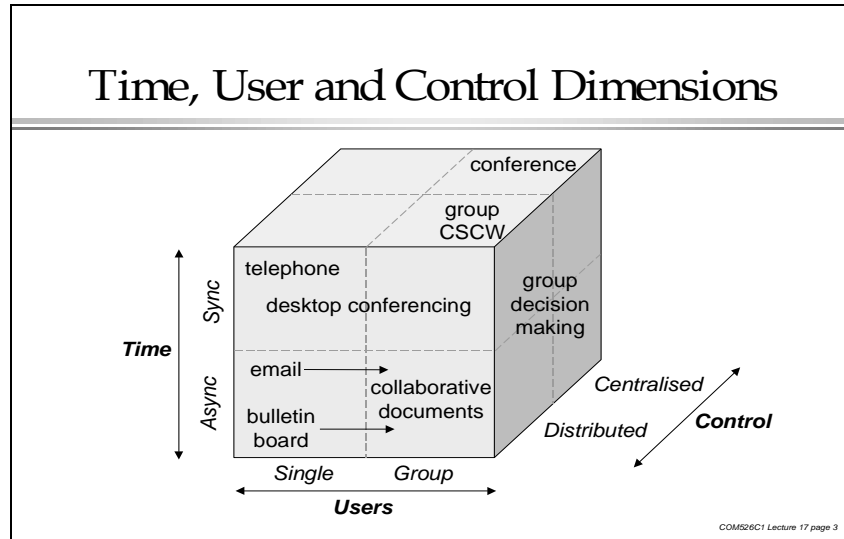 Time, User and Control Dimensions
conference
group
CSCW
telephone
desktop conferencing
group
decision
making
Sync
Time
Async
email
collaborative
documents
bulletin
board
Centralised
Distributed
Control
Single
Group
Users
COM526C1 Lecture 17 page 3